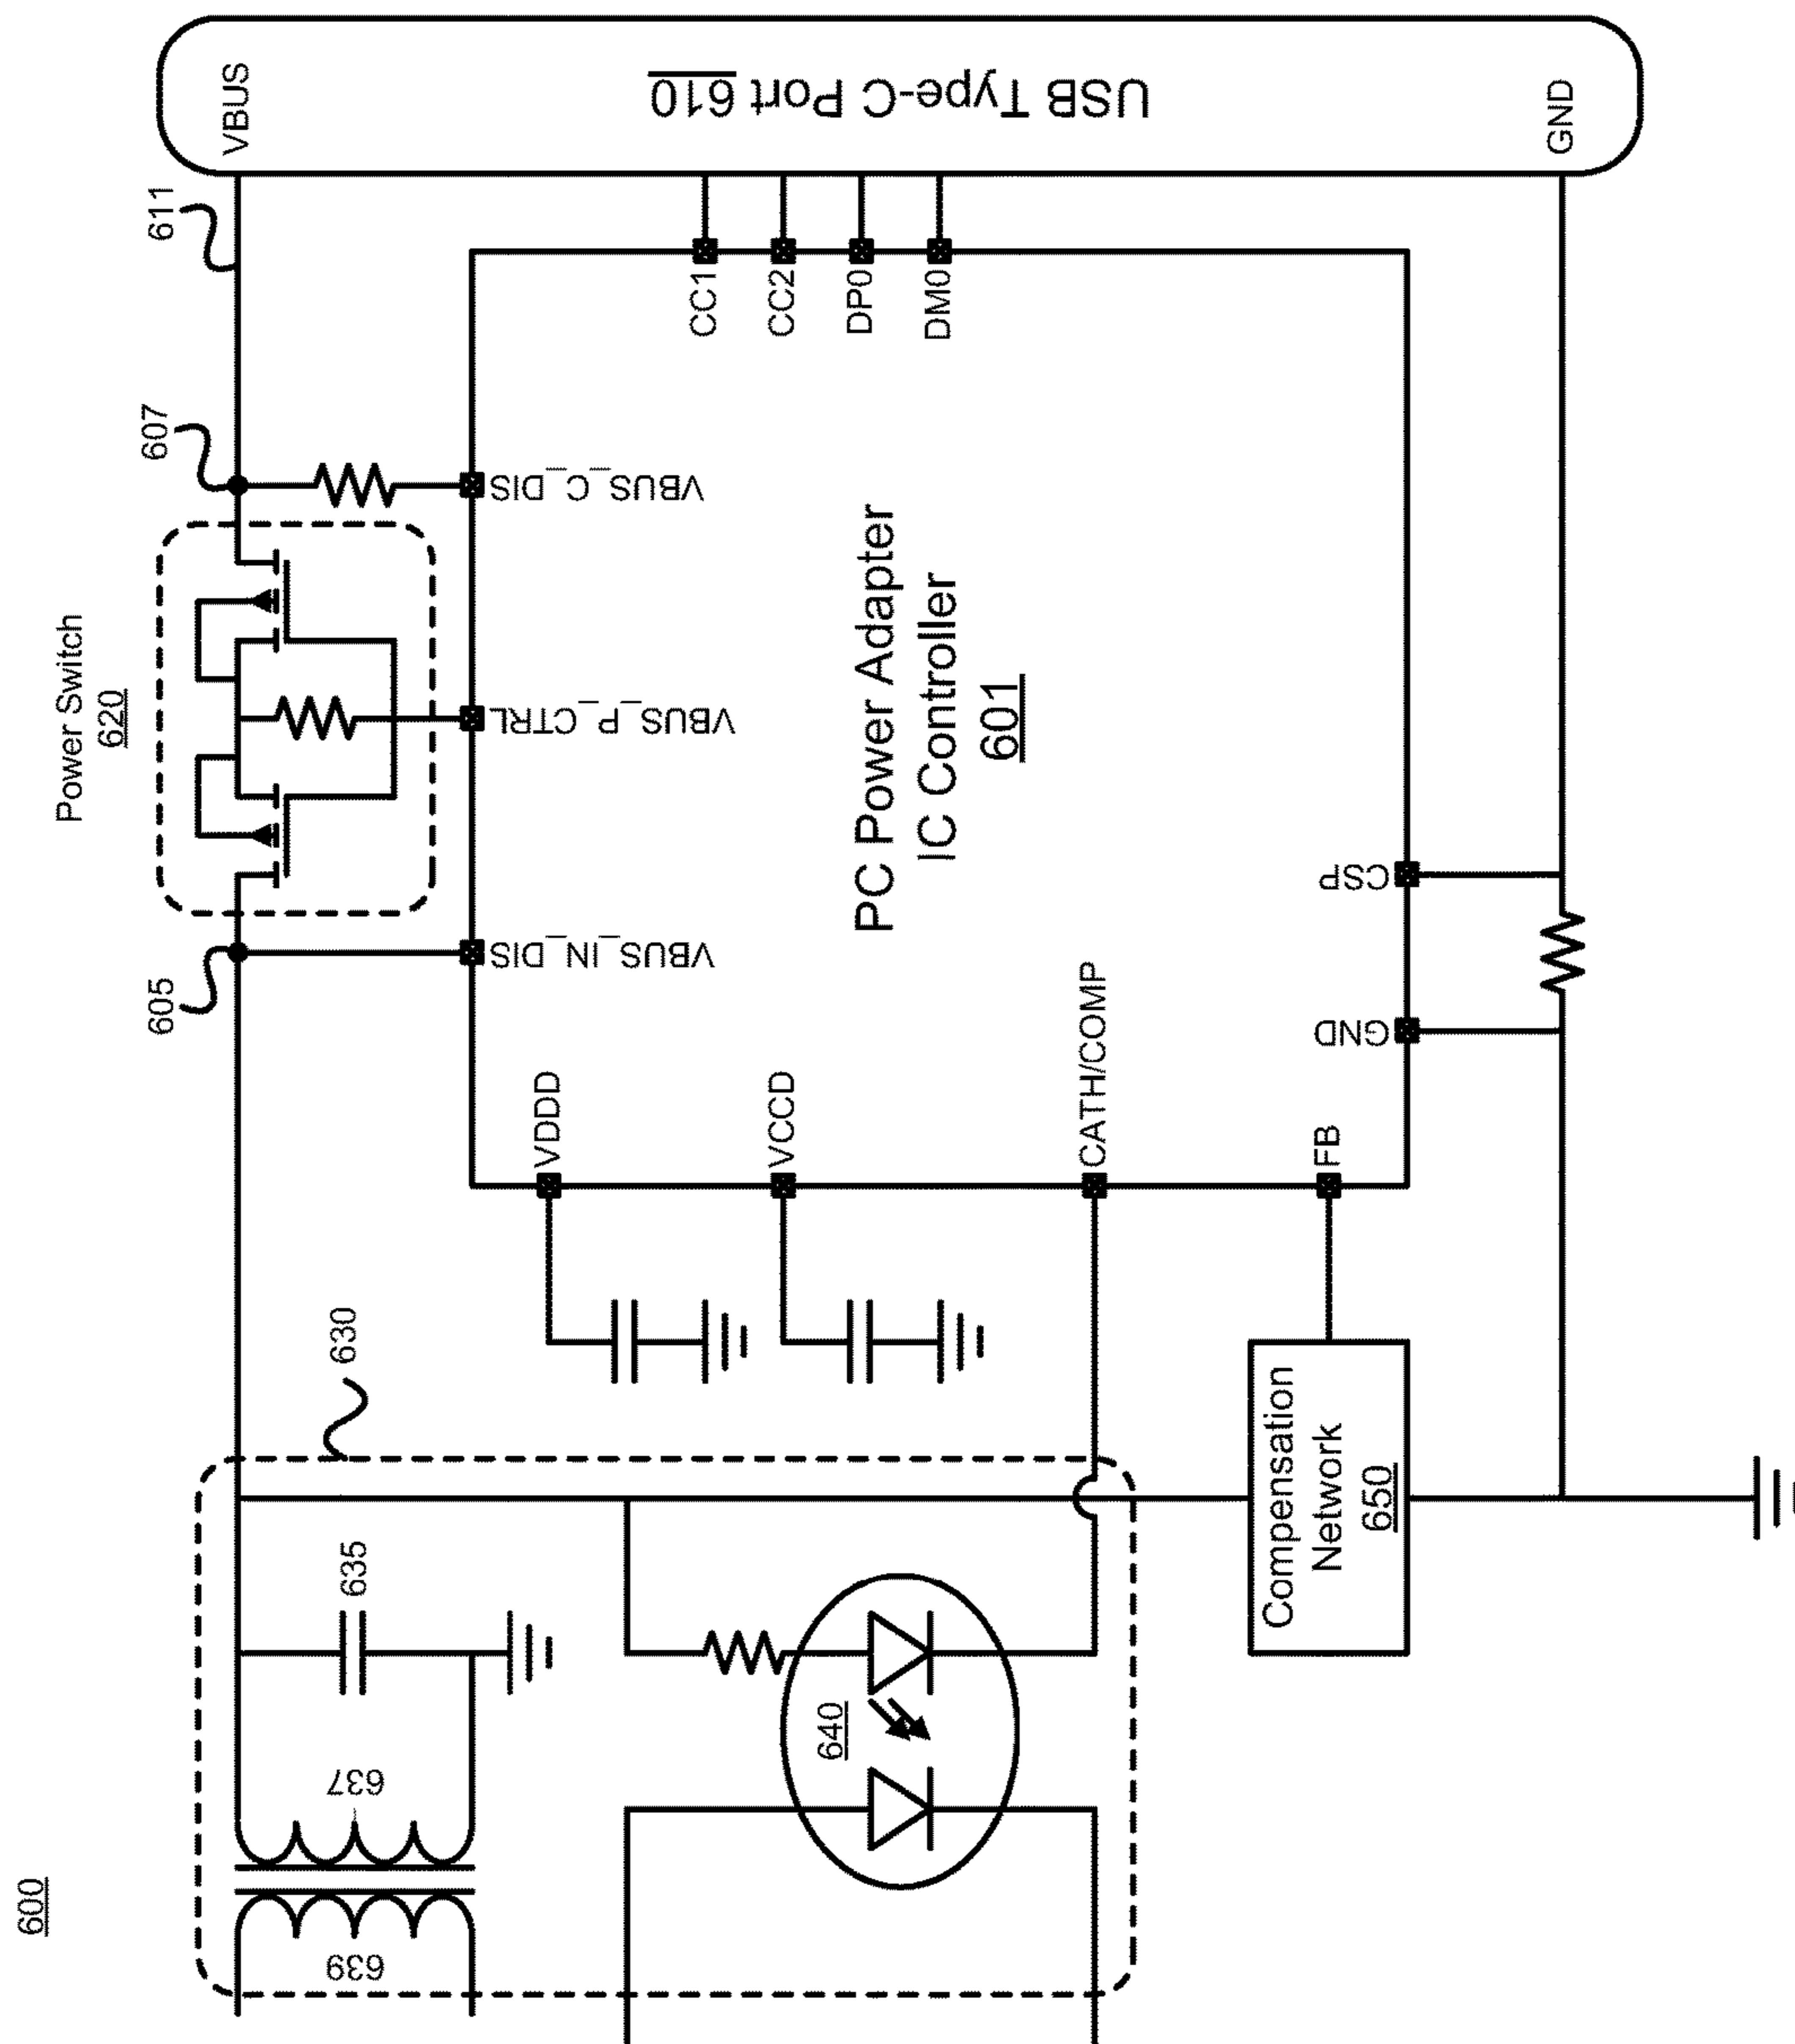 600
Power Switch
620
630
605
607
611
639
637
635
640
VBUS
USB Type-C Port 610
GND
VBUS_IN_DIS
VBUS_P_CTRL
VBUS_C_DIS
VDDD
VCCD
CATH/COMP
FB
GND
CSP
CC1
CC2
DP0
DM0
PC Power Adapter
IC Controller
601
Compensation
Network
650